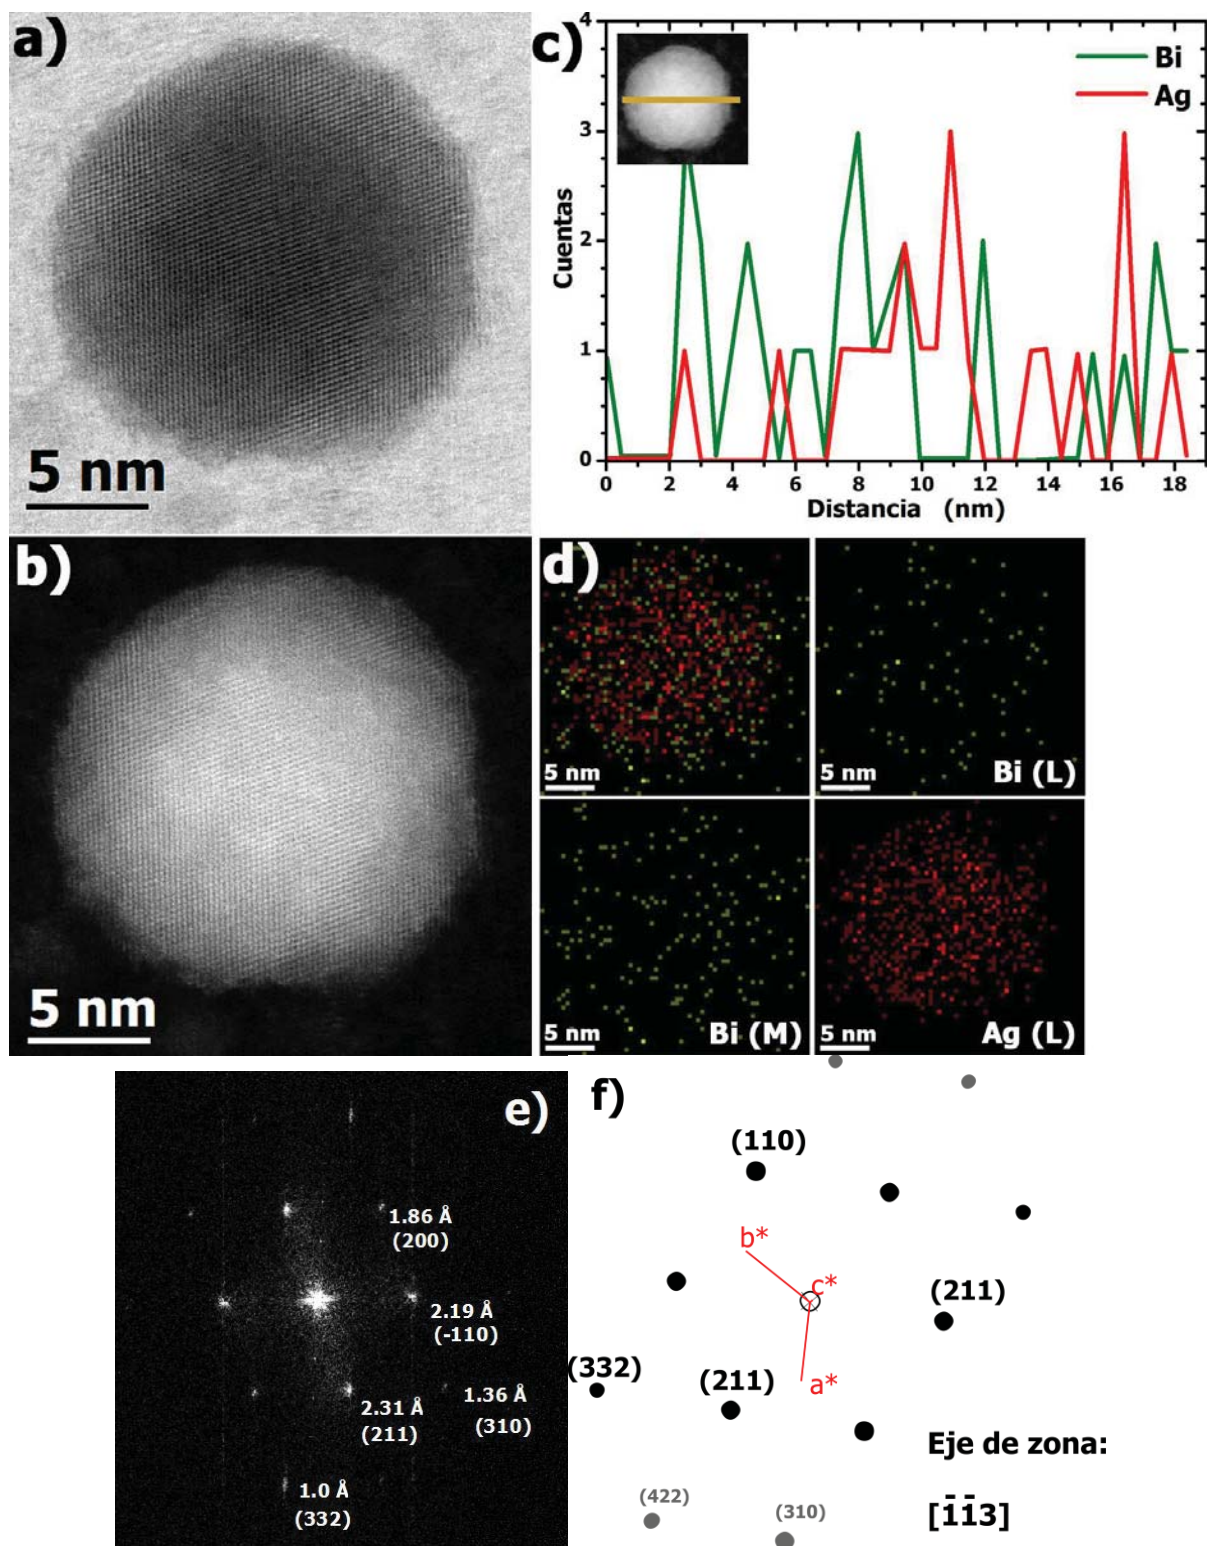 a)
5 nm
b)
5 nm
c)
Bi
Ag
Cuentas
4
3
2
1
0
0 2 4 6 8 10 12 14 16 18
Distancia (nm)
d)
5 nm
5 nm
Bi (L)
5 nm
Bi (M)
5 nm
Ag (L)
e)
1.86 Å
(200)
2.19 Å
(-110)
2.31 Å
(211)
1.36 Å
(310)
1.0 Å
(332)
f)
(110)
b*
c*
(211)
(332)
(211)
a*
Eje de zona:
(422)
(310)
[1̄1̄3]